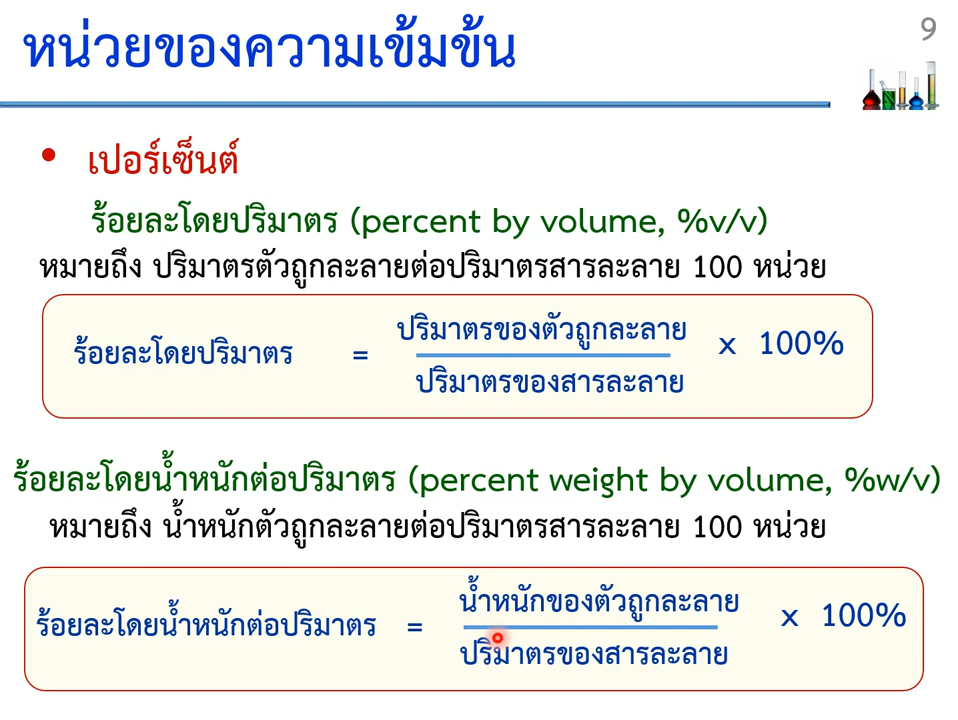 9
หน่วยของความเข้มข้น
• เปอร์เซ็นต์
ร้อยละโดยปริมาตร (percent by volume, %v/v)
หมายถึง ปริมาตรตัวถูกละลายต่อปริมาตรสารละลาย 100 หน่วย
ปริมาตรของตัวถูกละลาย
ร้อยละโดยปริมาตร = x 100%
ปริมาตรของสารละลาย
ร้อยละโดยน้ำหนักต่อปริมาตร (percent weight by volume, %w/v)
หมายถึง น้ำหนักตัวถูกละลายต่อปริมาตรสารละลาย 100 หน่วย
น้ำหนักของตัวถูกละลาย
ร้อยละโดยน้ำหนักต่อปริมาตร = x 100%
ปริมาตรของสารละลาย